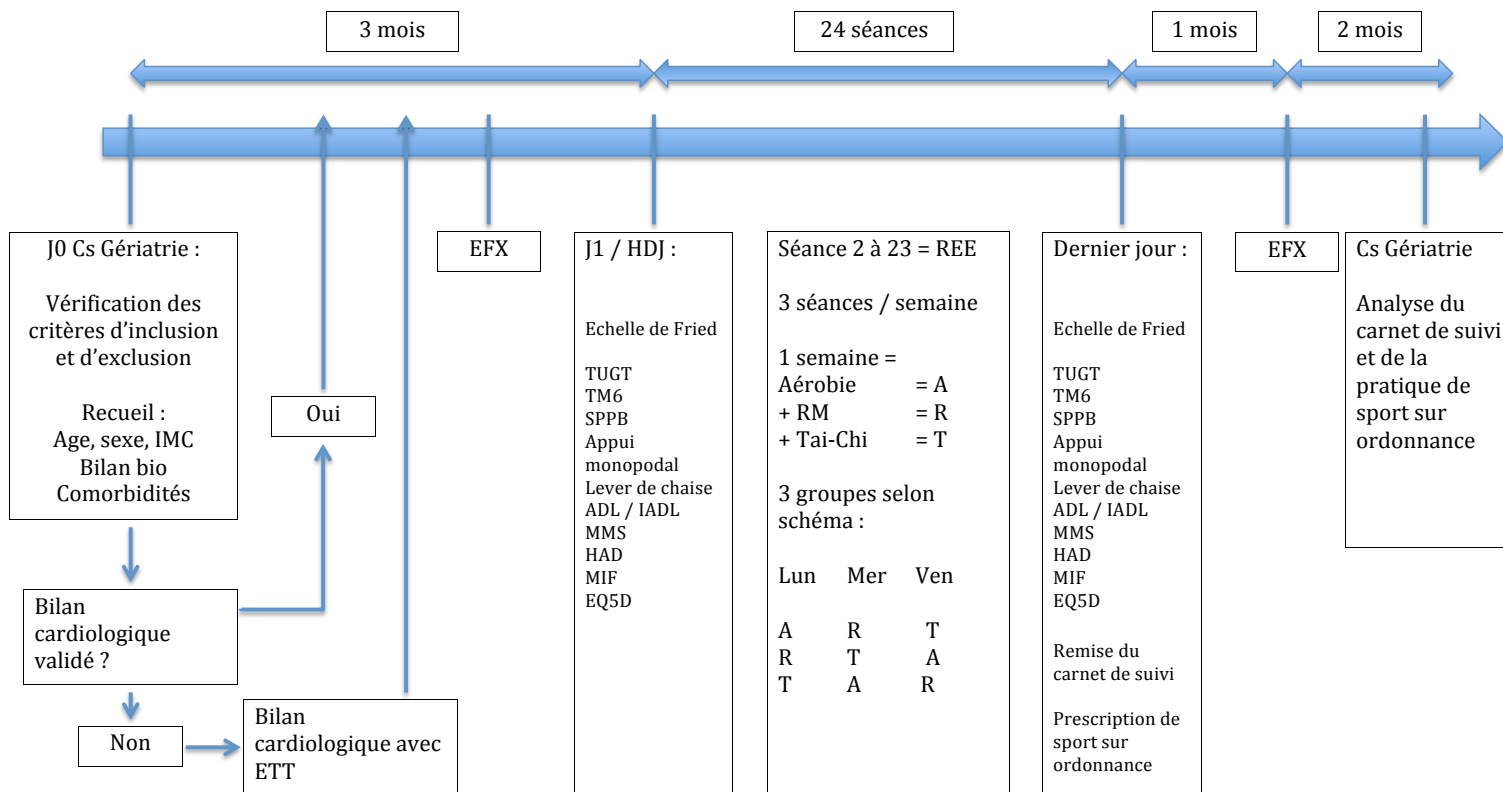 3 mois
24 séances
1 mois
2 mois
J0 Cs Gériatrie :
Vérification des
critères d’inclusion
et d’exclusion
Recueil :
Age, sexe, IMC
Bilan bio
Comorbidités
Bilan
cardiologique
validé ?
Non
Oui
Bilan
cardiologique avec
ETT
EFX
J1 / HDJ :
Echelle de Fried
TUGT
TM6
SPPB
Appui
monopodal
Lever de chaise
ADL / IADL
MMS
HAD
MIF
EQ5D
Séance 2 à 23 = REE
3 séances / semaine
1 semaine =
Aérobie = A
+ RM = R
+ Tai-Chi = T
3 groupes selon
schéma :
Lun Mer Ven
A R T
R T A
T A R
Dernier jour :
Echelle de Fried
TUGT
TM6
SPPB
Appui
monopodal
Lever de chaise
ADL / IADL
MMS
HAD
MIF
EQ5D
Remise du
carnet de suivi
Prescription de
sport sur
ordonnance
EFX
Cs Gériatrie
Analyse du
carnet de suivi
et de la
pratique de
sport sur
ordonnance